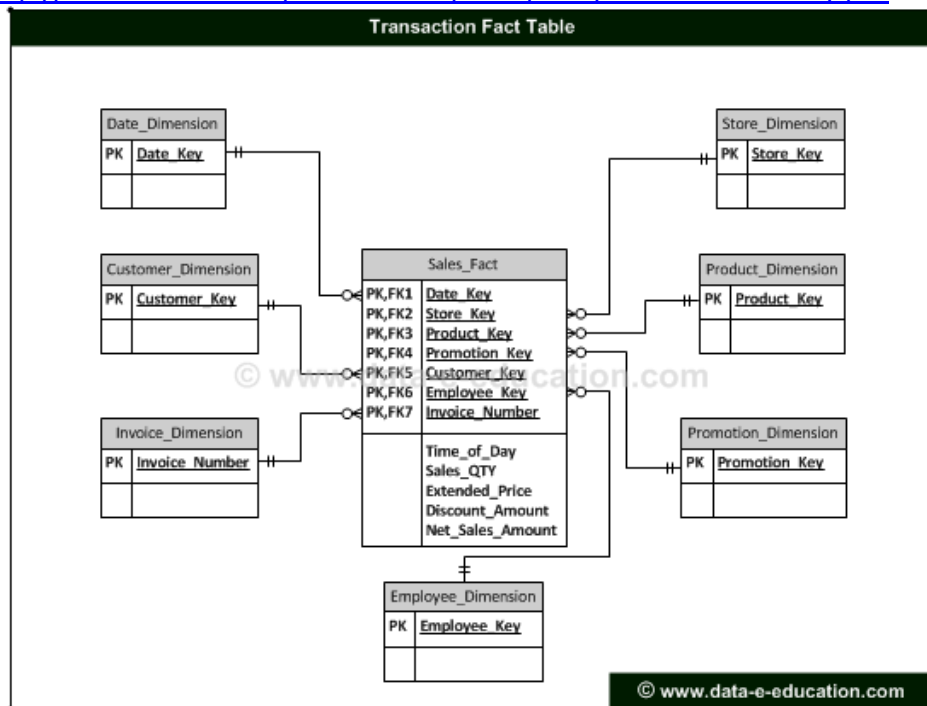 Transaction Fact Table
Date_Dimension
PK Date_Key
Store_Dimension
PK Store_Key
Customer_Dimension
PK Customer_Key
Sales_Fact
PK,FK1 Date_Key
PK,FK2 Store_Key
PK,FK3 Product_Key
PK,FK4 Promotion_Key
PK,FK5 Customer_Key
PK,FK6 Employee_Key
PK,FK7 Invoice_Number
Time_of_Day
Sales_QTY
Extended_Price
Discount_Amount
Net_Sales_Amount
Product_Dimension
PK Product_Key
© www.data-e-education.com
Invoice_Dimension
PK Invoice_Number
Promotion_Dimension
PK Promotion_Key
Employee_Dimension
PK Employee_Key
© www.data-e-education.com